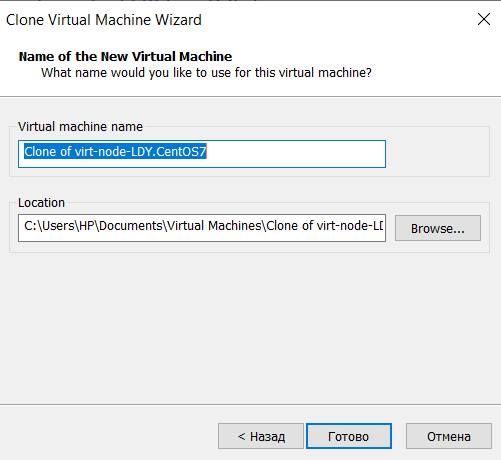 Clone Virtual Machine Wizard
Name of the New Virtual Machine
What name would you like to use for this virtual machine?
Virtual machine name
Clone of virt-node-LDY.CentOS7
Location
C:\Users\HP\Documents\Virtual Machines\Clone of virt-node-LD
Browse...
< Назад
Готово
Отмена